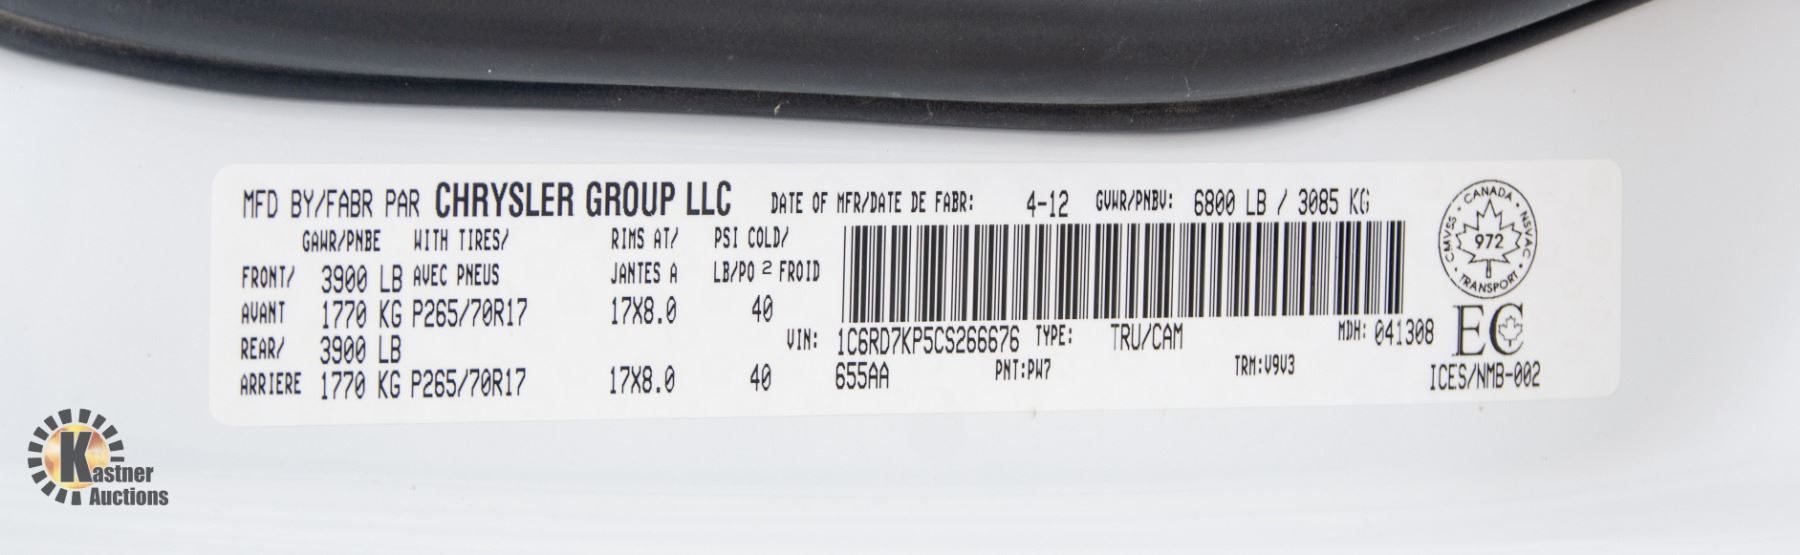 MFD BY/FABR PAR CHRYSLER GROUP LLC DATE OF MFR/DATE DE FABR: 4-12 GVWR/PNBV: 6800 LB / 3085 KG
GAWR/PNBE WITH TIRES/ RIMS AT/ PSI COLD/
FRONT/ 3900 LB AVEC PNEUS JANTES A LB/PO 2 FROID
AVANT 1770 KG P265/70R17 17X8.0 40
REAR/ 3900 LB VIN: 1C6RD7KP5CS266676 TYPE: TRU/CAM MDH: 041308
ARRIERE 1770 KG P265/70R17 17X8.0 40 655AA PNT:PW7 TRM:V9V3 ICES/NMB-002
CANADA
CMVSS · NSVAC
972
TRANSPORT
EC
Kastner
Auctions